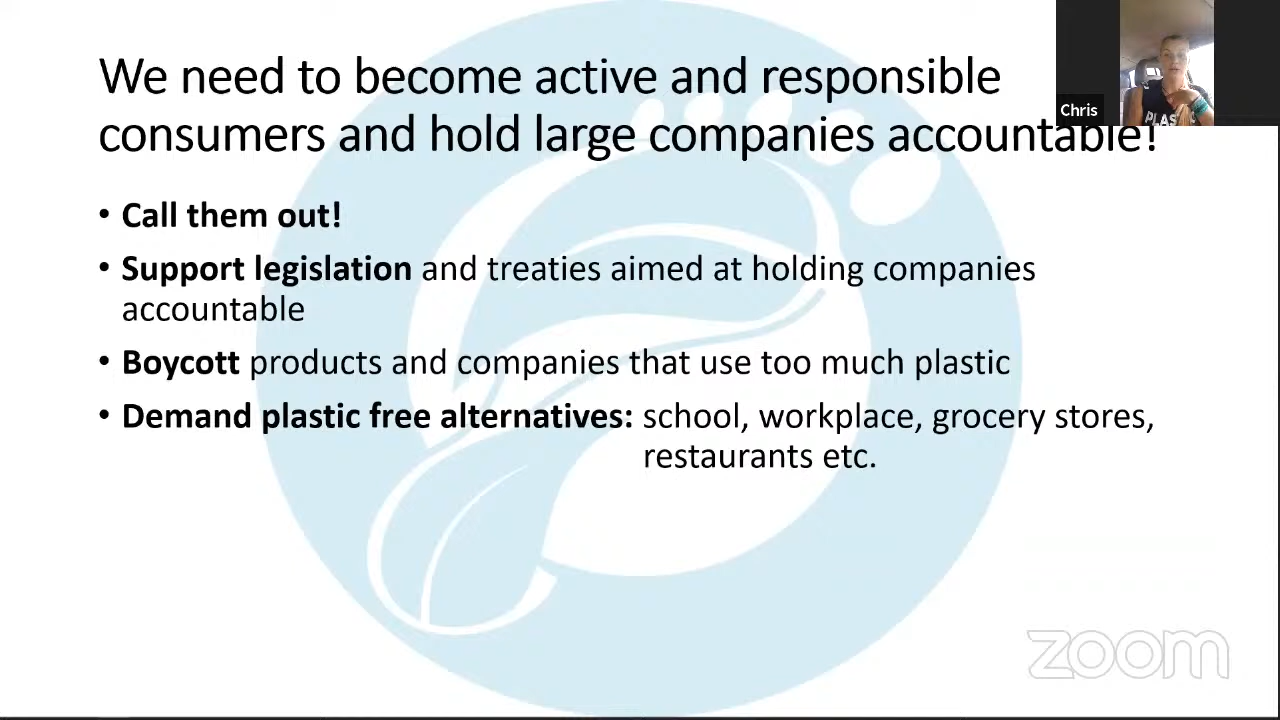 We need to become active and responsible
consumers and hold large companies accountable!
• Call them out!
• Support legislation and treaties aimed at holding companies
accountable
• Boycott products and companies that use too much plastic
• Demand plastic free alternatives: school, workplace, grocery stores,
restaurants etc.
Chris
zoom